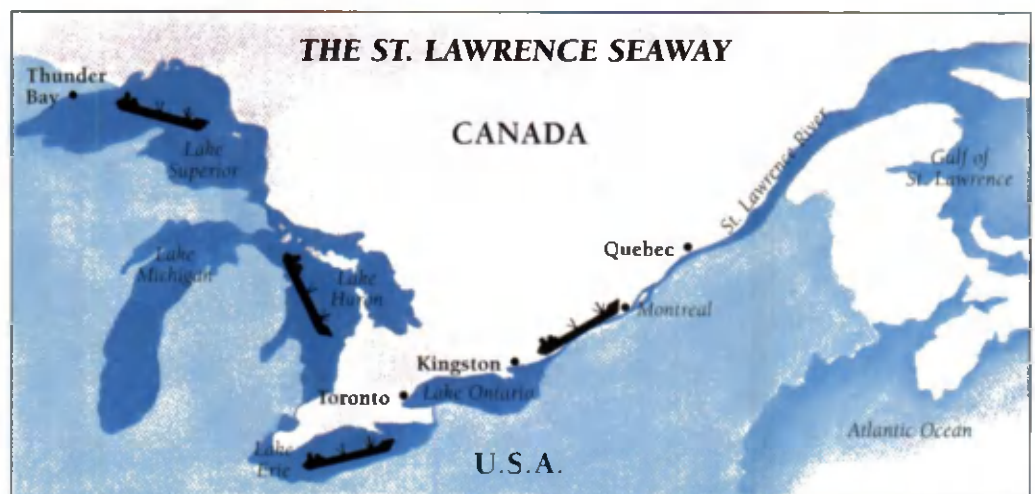 THE ST. LAWRENCE SEAWAY
Thunder
Bay
CANADA
Lake
Superior
St. Lawrence River
Gulf of
St. Lawrence
Lake
Michigan
Lake
Huron
Quebec
Montreal
Kingston
Toronto
Lake Ontario
Atlantic Ocean
Lake
Erie
U.S.A.